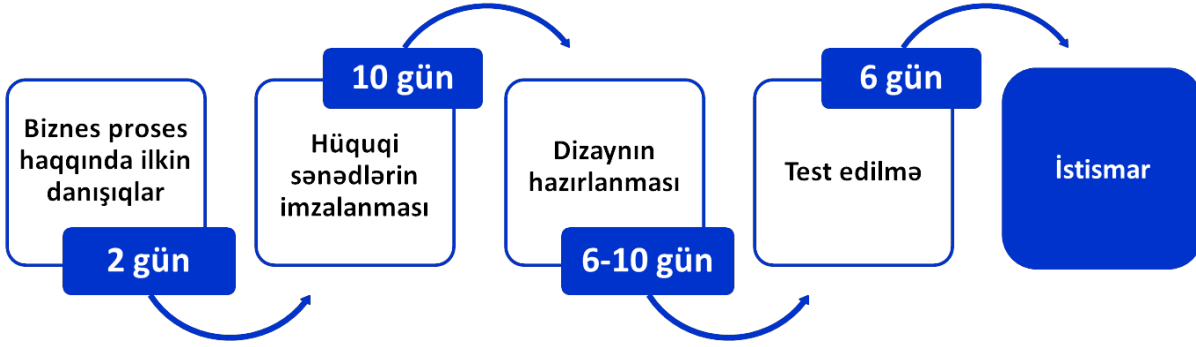 Biznes proses
haqqında ilkin
danışıqlar
2 gün
Hüquqi
sənədlərin
imzalanması
10 gün
Dizaynın
hazırlanması
6-10 gün
Test edilmə
6 gün
İstismar